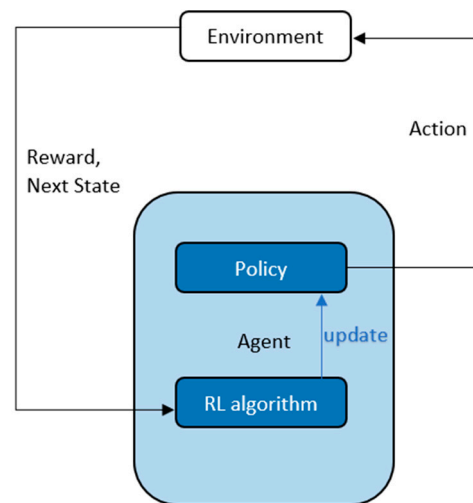 Environment
Action
Reward,
Next State
Policy
Agent
update
RL algorithm